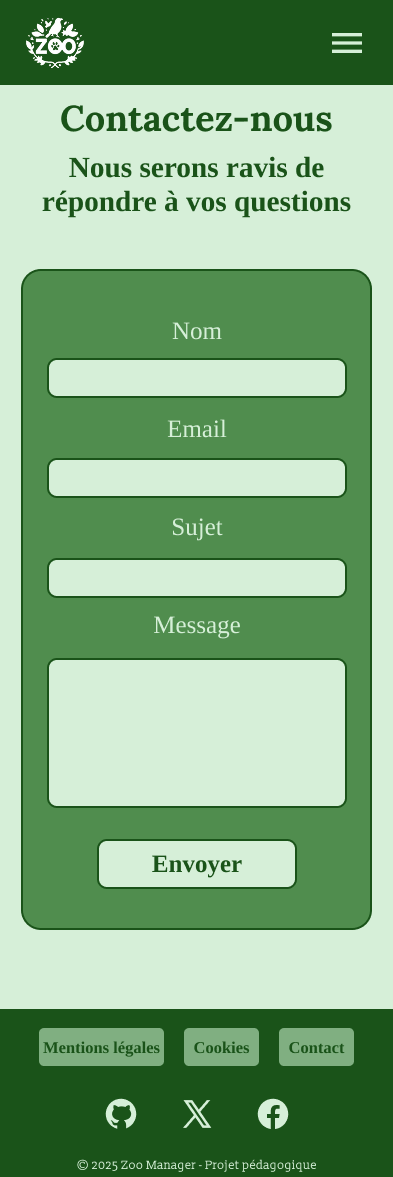 ZOO
Contactez-nous
Nous serons ravis de
répondre à vos questions
Nom
Email
Sujet
Message
Envoyer
Mentions légales
Cookies
Contact
© 2025 Zoo Manager - Projet pédagogique